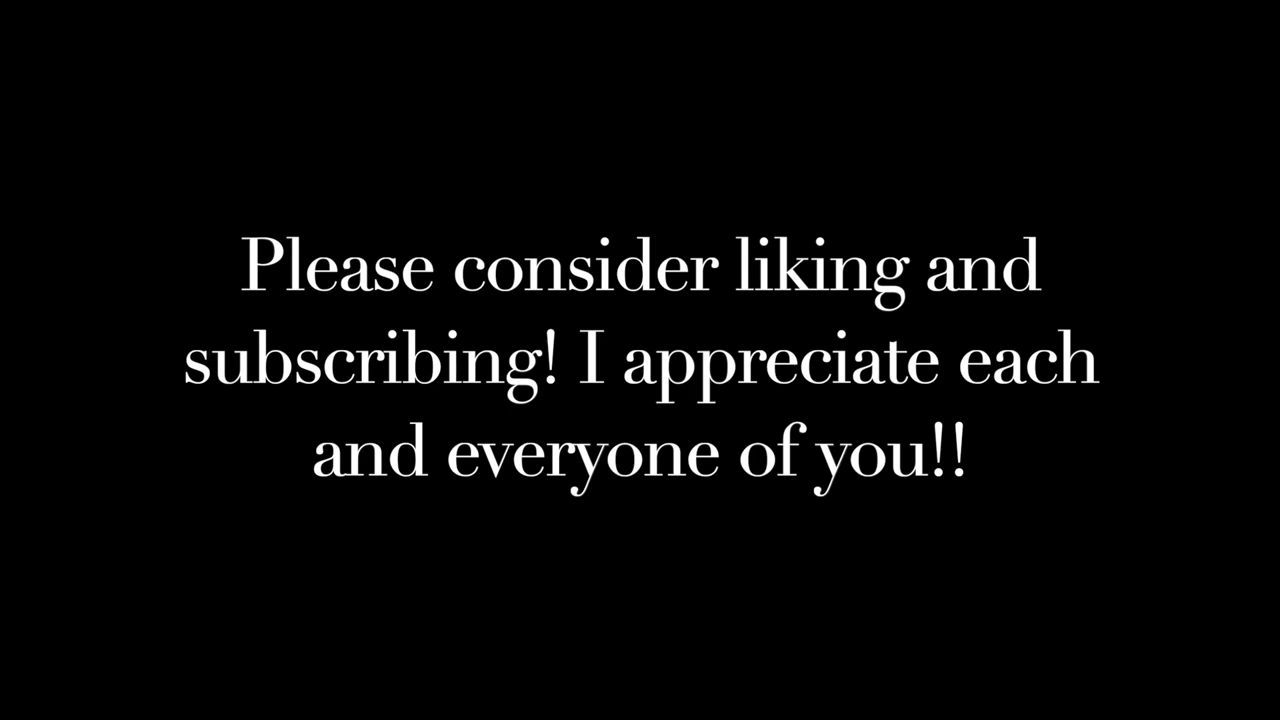 Please consider liking and
subscribing! I appreciate each
and everyone of you!!